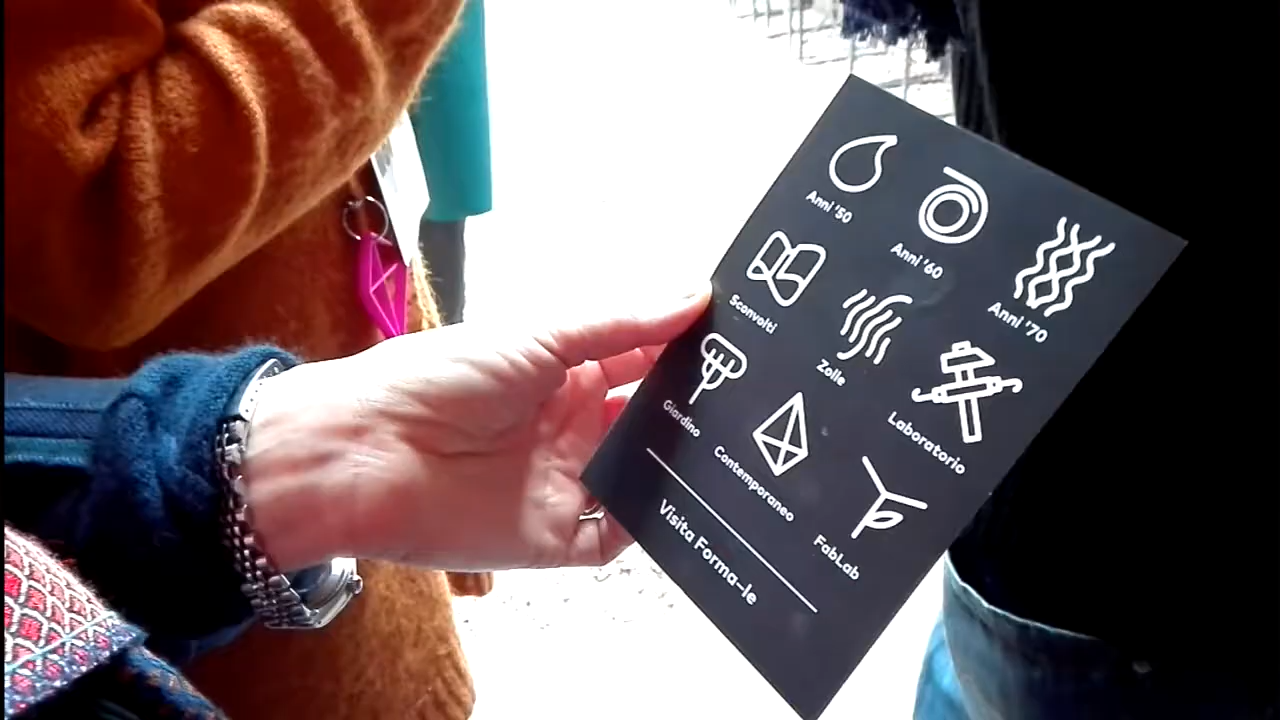 Anni '50
Anni '60
Anni '70
Sconvolti
Zolle
Laboratorio
Giardino
Contemporaneo
FabLab
Visita Forma–le